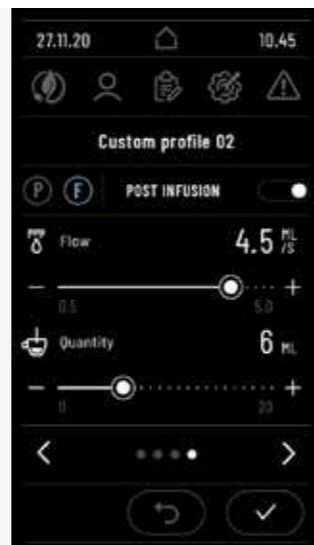 27.11.20 10.45
Custom profile 02
P F POST INFUSION
Flow 4.5 ML/S
− +
0.5 5.0
Quantity 6 ML
− +
0 20
< >